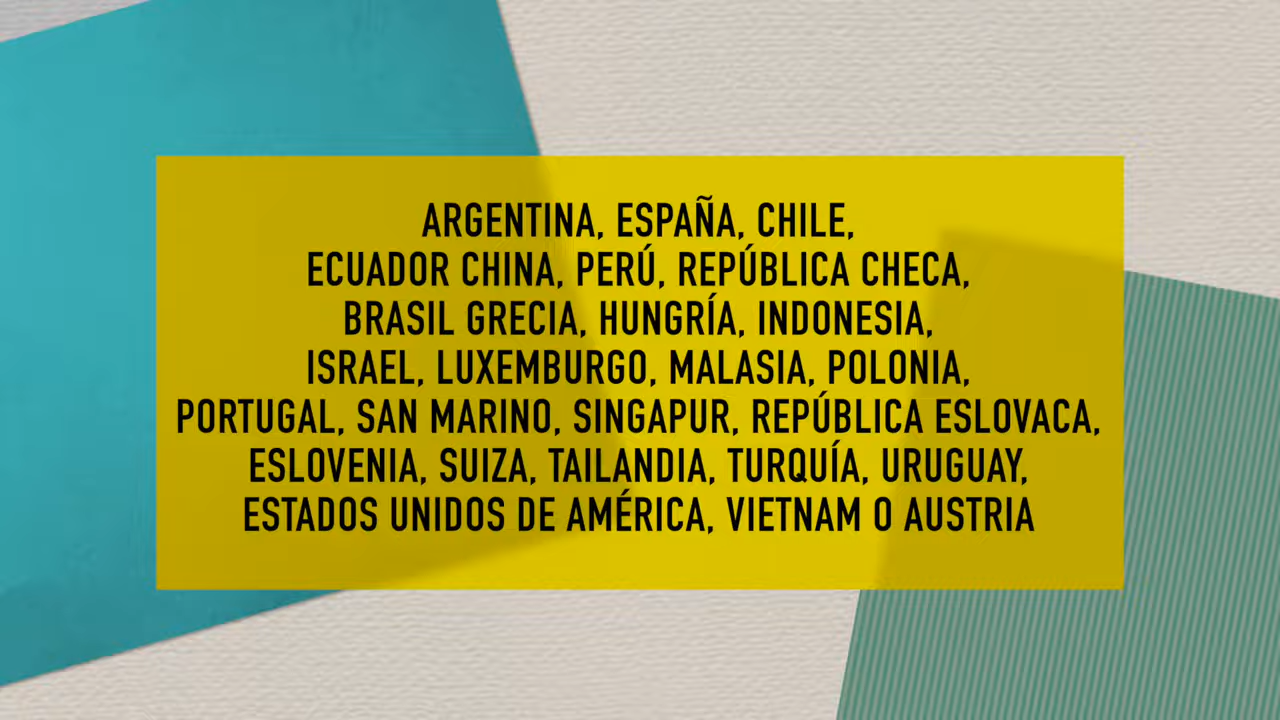 ARGENTINA, ESPAÑA, CHILE,
ECUADOR CHINA, PERÚ, REPÚBLICA CHECA,
BRASIL GRECIA, HUNGRÍA, INDONESIA,
ISRAEL, LUXEMBURGO, MALASIA, POLONIA,
PORTUGAL, SAN MARINO, SINGAPUR, REPÚBLICA ESLOVACA,
ESLOVENIA, SUIZA, TAILANDIA, TURQUÍA, URUGUAY,
ESTADOS UNIDOS DE AMÉRICA, VIETNAM O AUSTRIA